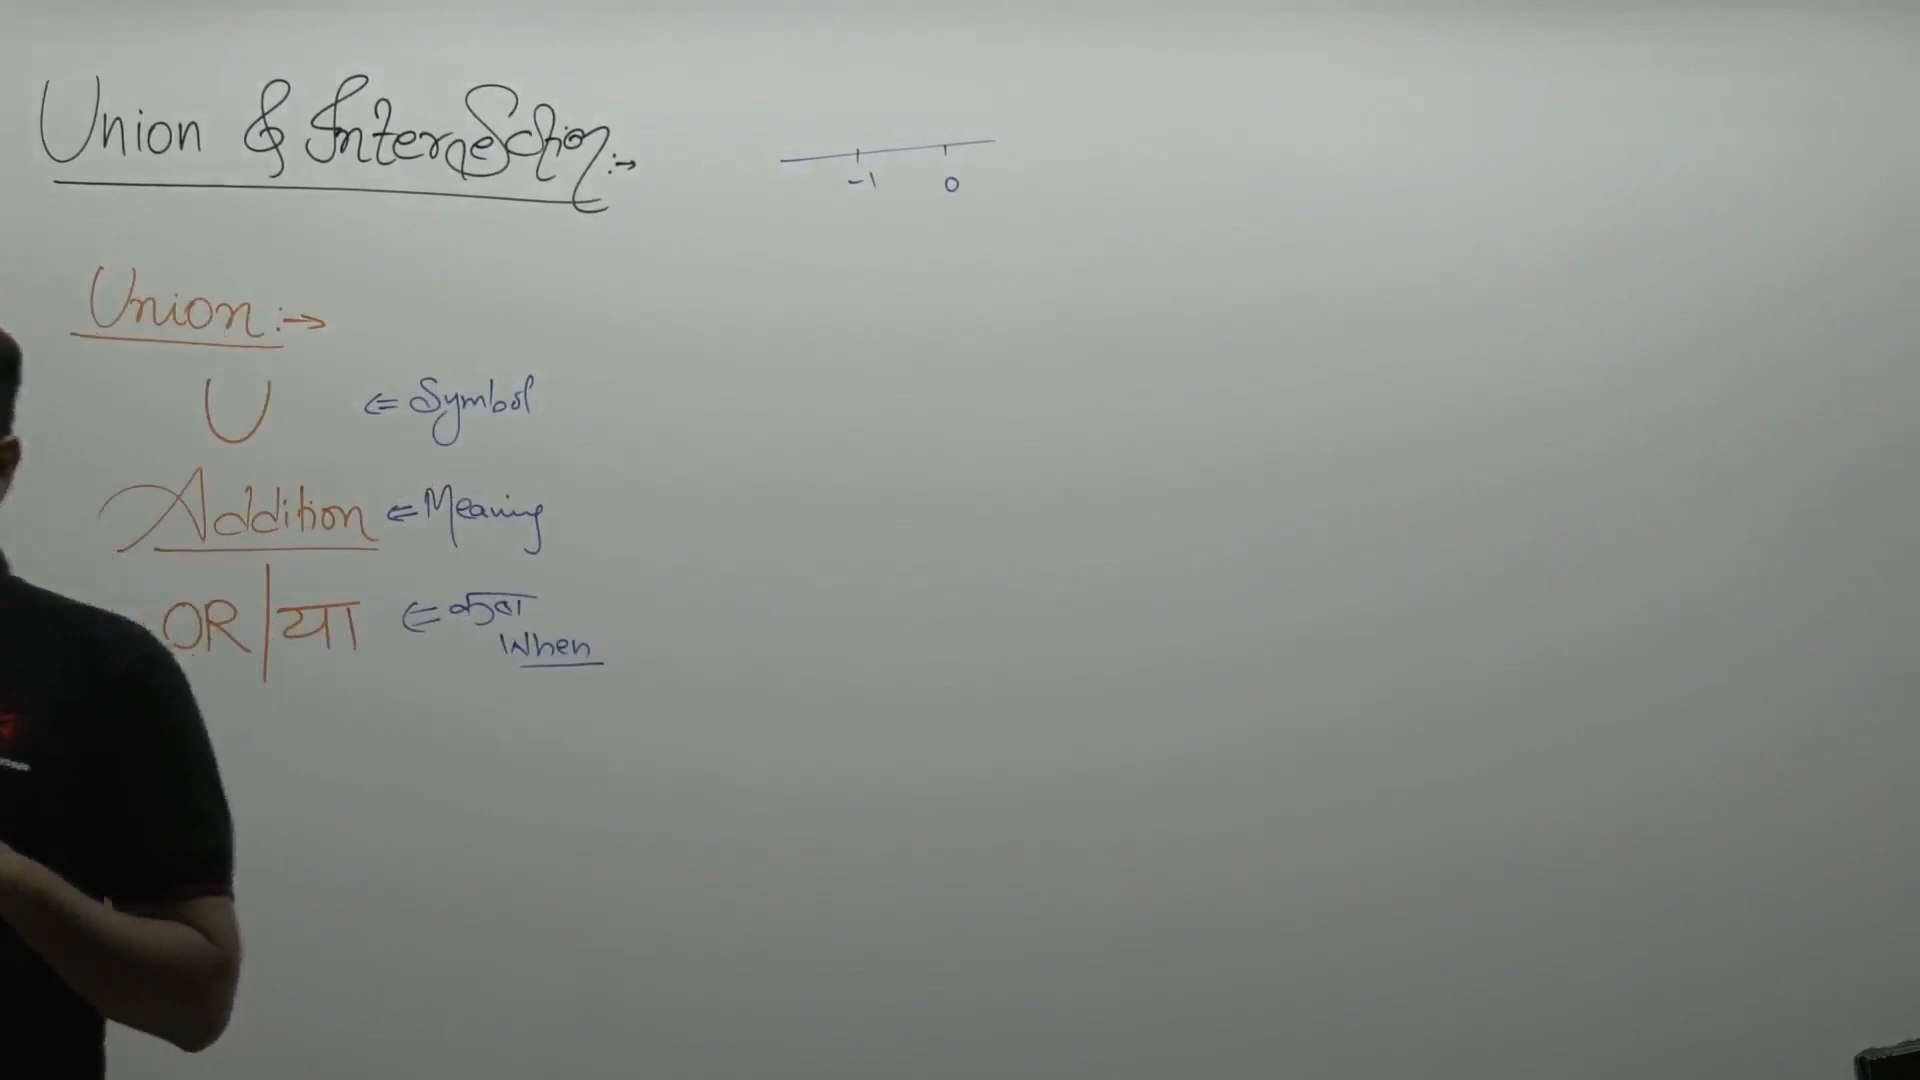 Union & Intersection :→
-1 0
Union :→
U ⇐ Symbol
Addition ⇐ Meaning
OR | या ⇐ कब
When